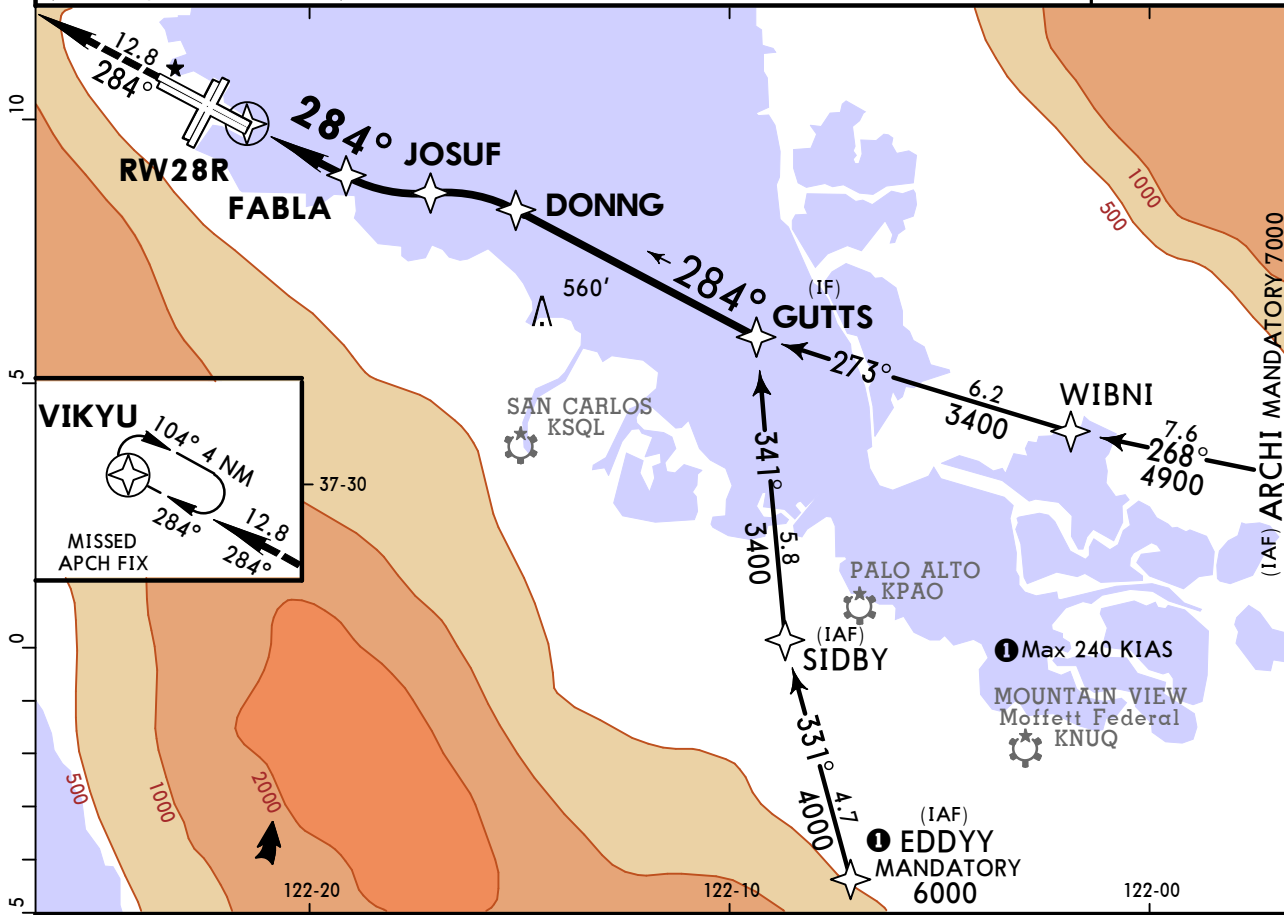 12.8
284°
RW28R
284°
FABLA
JOSUF
DONNG
284°
(IF)
GUTTS
560'
273°
6.2
3400
WIBNI
7.6
268°
4900
(IAF) ARCHI MANDATORY 7000
1000
500
10
5
0
5
SAN CARLOS
KSQL
VIKYU
104° 4 NM
284°
12.8
284°
MISSED
APCH FIX
37-30
341°
5.8
3400
PALO ALTO
KPAO
(IAF)
SIDBY
1 Max 240 KIAS
MOUNTAIN VIEW
Moffett Federal
KNUQ
331°
4.7
4000
(IAF)
1 EDDYY
MANDATORY
6000
500
1000
2000
122-20
122-10
122-00